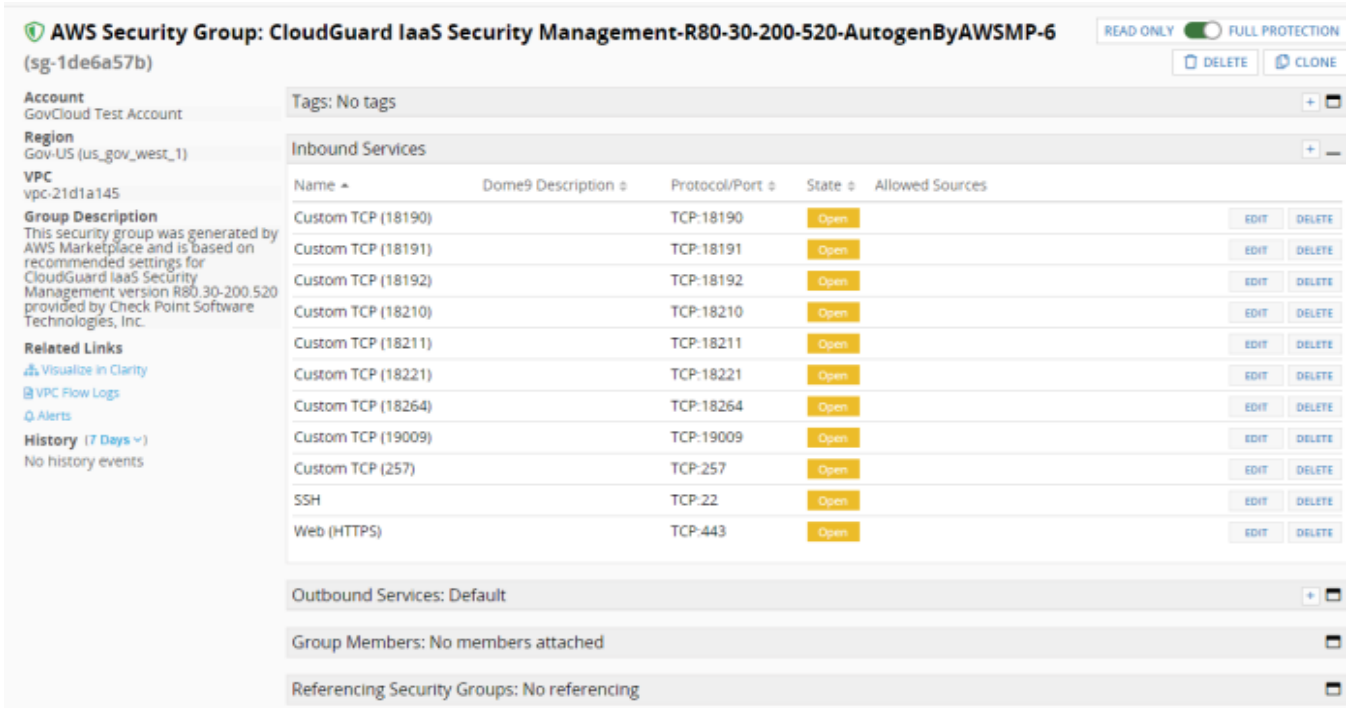 AWS Security Group: CloudGuard IaaS Security Management-R80-30-200-520-AutogenByAWSMP-6
(sg-1de6a57b)
READ ONLY FULL PROTECTION
DELETE CLONE
Account
GovCloud Test Account
Region
Gov-US (us_gov_west_1)
VPC
vpc-21d1a145
Group Description
This security group was generated by
AWS Marketplace and is based on
recommended settings for
CloudGuard IaaS Security
Management version R80.30-200.520
provided by Check Point Software
Technologies, Inc.
Related Links
Visualize in Clarity
VPC Flow Logs
Alerts
History (7 Days)
No history events
Tags: No tags
Inbound Services
Name Dome9 Description Protocol/Port State Allowed Sources
Custom TCP (18190) TCP:18190 Open EDIT DELETE
Custom TCP (18191) TCP:18191 Open EDIT DELETE
Custom TCP (18192) TCP:18192 Open EDIT DELETE
Custom TCP (18210) TCP:18210 Open EDIT DELETE
Custom TCP (18211) TCP:18211 Open EDIT DELETE
Custom TCP (18221) TCP:18221 Open EDIT DELETE
Custom TCP (18264) TCP:18264 Open EDIT DELETE
Custom TCP (19009) TCP:19009 Open EDIT DELETE
Custom TCP (257) TCP:257 Open EDIT DELETE
SSH TCP:22 Open EDIT DELETE
Web (HTTPS) TCP:443 Open EDIT DELETE
Outbound Services: Default
Group Members: No members attached
Referencing Security Groups: No referencing